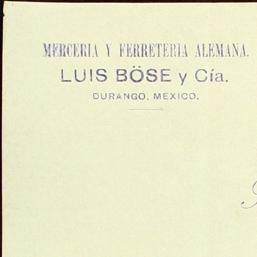 MERCERIA Y FERRETERIA ALEMANA.
LUIS BÖSE y Cía.
DURANGO, MEXICO.